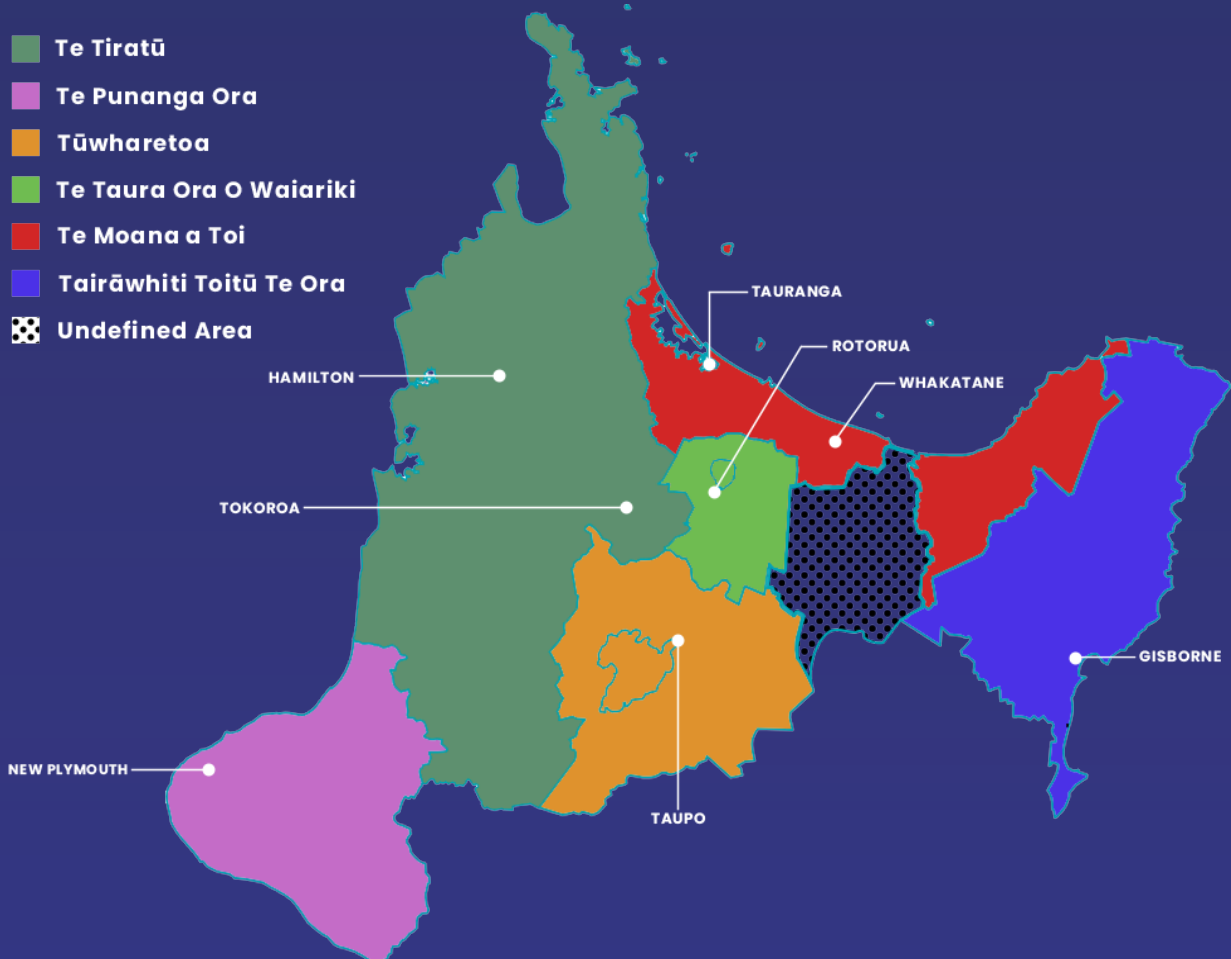 Te Tiratū
Te Punanga Ora
Tūwharetoa
Te Taura Ora O Waiariki
Te Moana a Toi
Tairāwhiti Toitū Te Ora
Undefined Area
TAURANGA
ROTORUA
HAMILTON
WHAKATANE
TOKOROA
GISBORNE
NEW PLYMOUTH
TAUPO